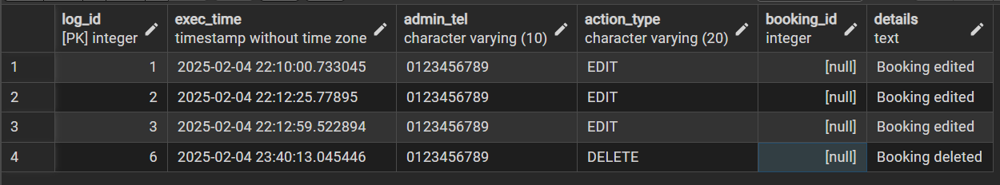 log_id exec_time admin_tel action_type booking_id details
[PK] integer timestamp without time zone character varying (10) character varying (20) integer text
1 1 2025-02-04 22:10:00.733045 0123456789 EDIT [null] Booking edited
2 2 2025-02-04 22:12:25.77895 0123456789 EDIT [null] Booking edited
3 3 2025-02-04 22:12:59.522894 0123456789 EDIT [null] Booking edited
4 6 2025-02-04 23:40:13.045446 0123456789 DELETE [null] Booking deleted